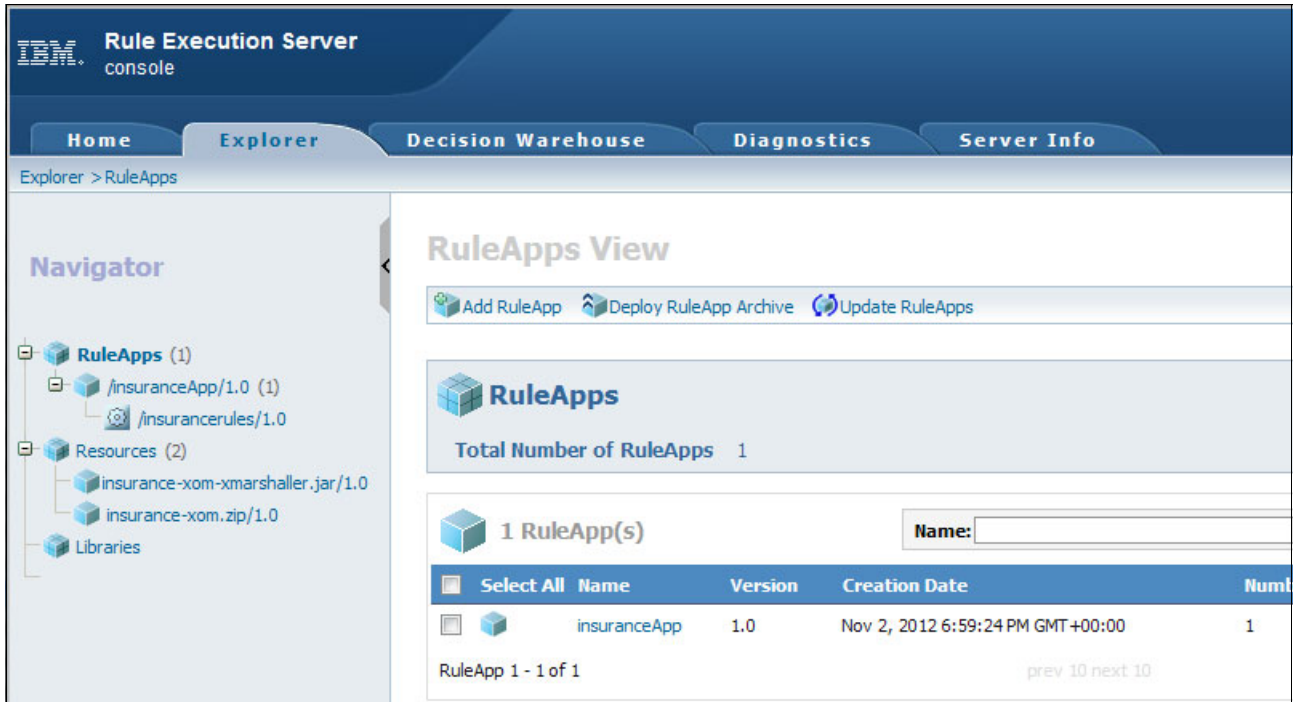 IBM.
Rule Execution Server
console
Home Explorer Decision Warehouse Diagnostics Server Info
Explorer > RuleApps
Navigator
RuleApps (1)
/insuranceApp/1.0 (1)
/insurancerules/1.0
Resources (2)
insurance-xom-xmarshaller.jar/1.0
insurance-xom.zip/1.0
Libraries
RuleApps View
Add RuleApp Deploy RuleApp Archive Update RuleApps
RuleApps
Total Number of RuleApps 1
1 RuleApp(s) Name:
Select All Name Version Creation Date Numb
insuranceApp 1.0 Nov 2, 2012 6:59:24 PM GMT+00:00 1
RuleApp 1 - 1 of 1 prev 10 next 10